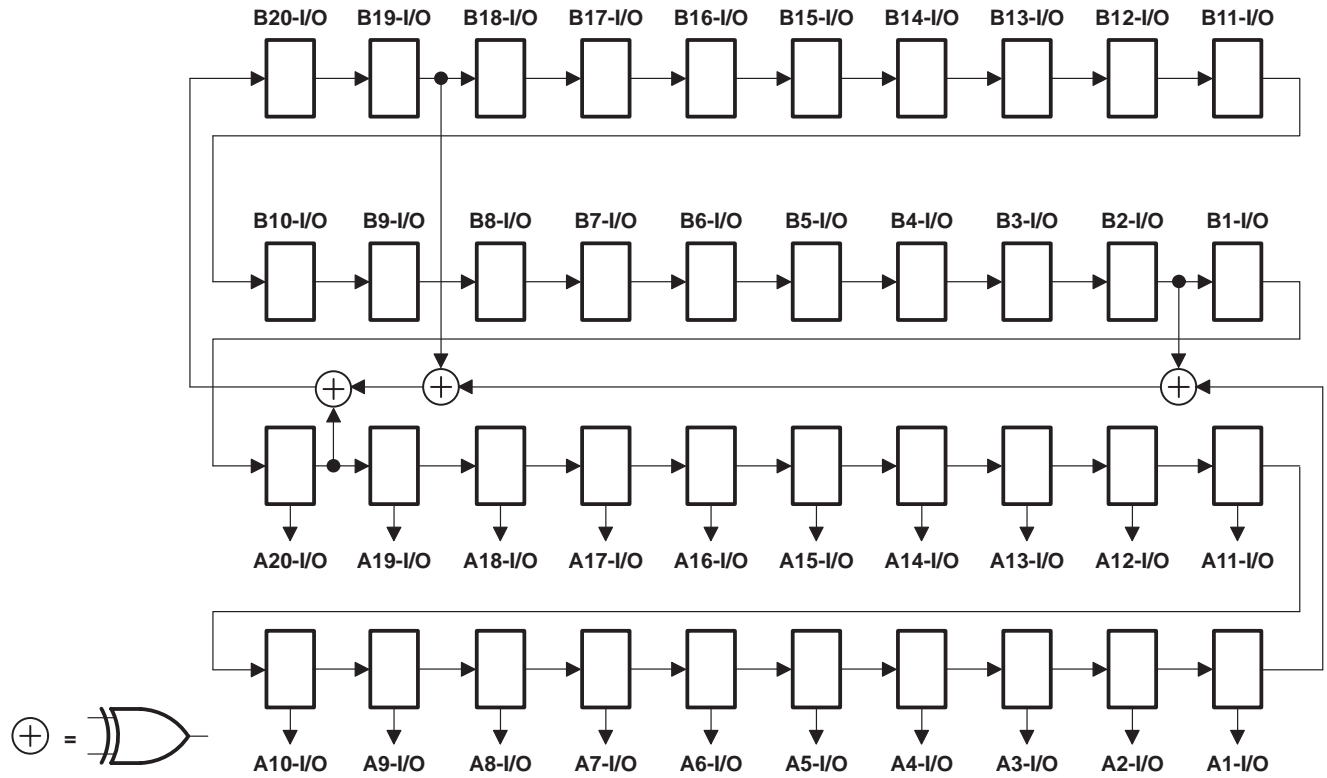 B20-I/O B19-I/O B18-I/O B17-I/O B16-I/O B15-I/O B14-I/O B13-I/O B12-I/O B11-I/O
B10-I/O B9-I/O B8-I/O B7-I/O B6-I/O B5-I/O B4-I/O B3-I/O B2-I/O B1-I/O
A20-I/O A19-I/O A18-I/O A17-I/O A16-I/O A15-I/O A14-I/O A13-I/O A12-I/O A11-I/O
=
A10-I/O A9-I/O A8-I/O A7-I/O A6-I/O A5-I/O A4-I/O A3-I/O A2-I/O A1-I/O